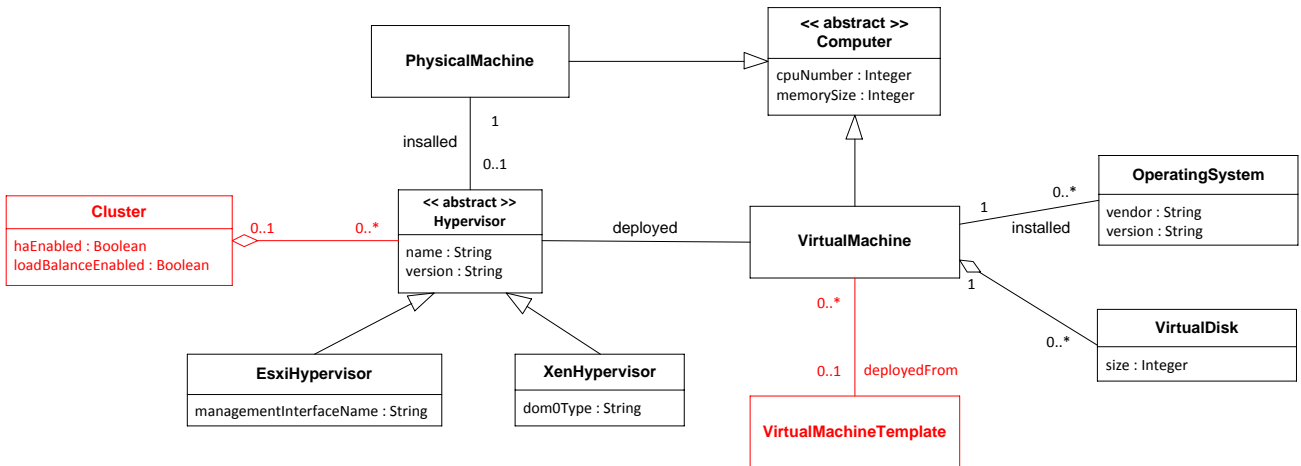 << abstract >>
Computer
cpuNumber : Integer
memorySize : Integer
PhysicalMachine
1
insalled
0..1
<< abstract >>
Hypervisor
name : String
version : String
Cluster
haEnabled : Boolean
loadBalanceEnabled : Boolean
0..1
0..*
deployed
VirtualMachine
1
installed
0..*
OperatingSystem
vendor : String
version : String
1
0..*
VirtualDisk
size : Integer
0..*
0..1
deployedFrom
VirtualMachineTemplate
EsxiHypervisor
managementInterfaceName : String
XenHypervisor
dom0Type : String